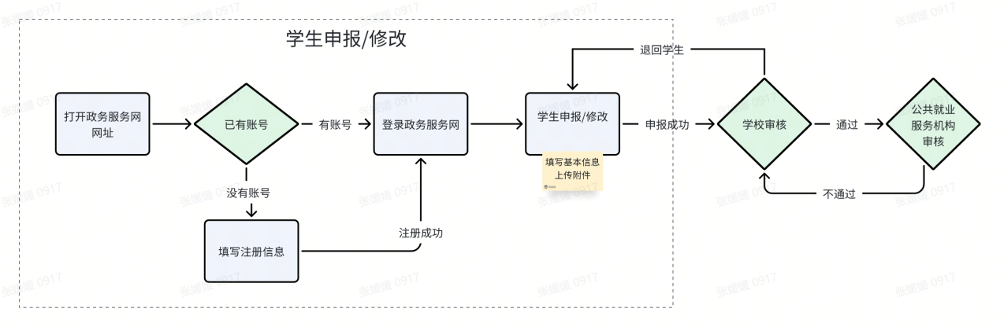 学生申报/修改
退回学生
打开政务服务网
网址
已有账号
有账号
登录政务服务网
学生申报/修改
申报成功
学校审核
通过
公共就业
服务机构
审核
填写基本信息
上传附件
没有账号
不通过
注册成功
填写注册信息
张媛媛 0917